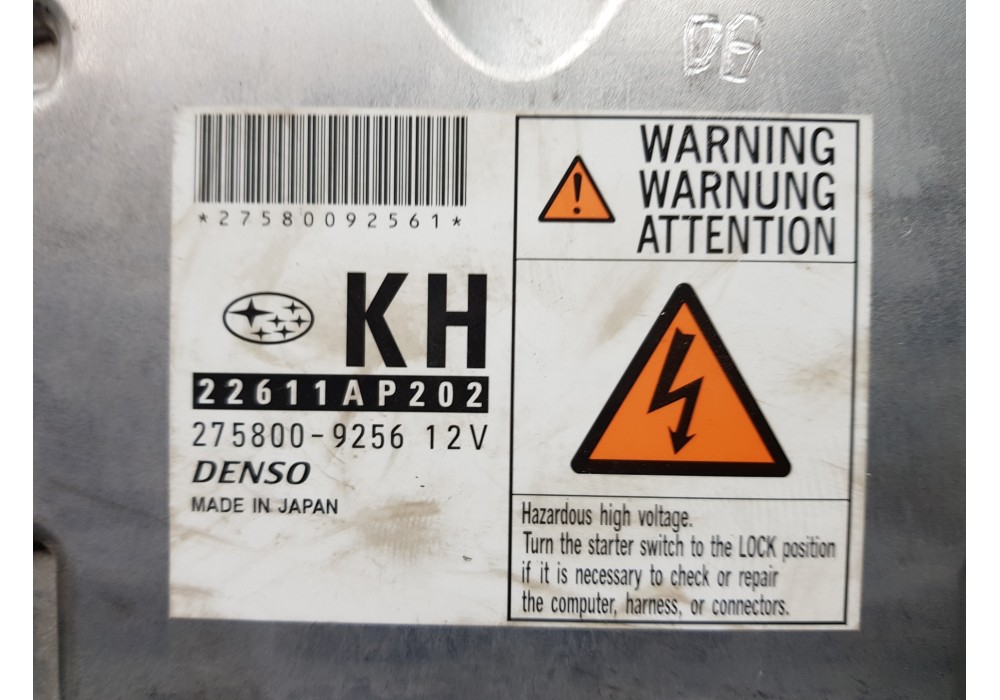 *27580092561*
KH
22611AP202
275800-9256 12V
DENSO
MADE IN JAPAN
WARNING
WARNUNG
ATTENTION
Hazardous high voltage.
Turn the starter switch to the LOCK position
if it is necessary to check or repair
the computer, harness, or connectors.